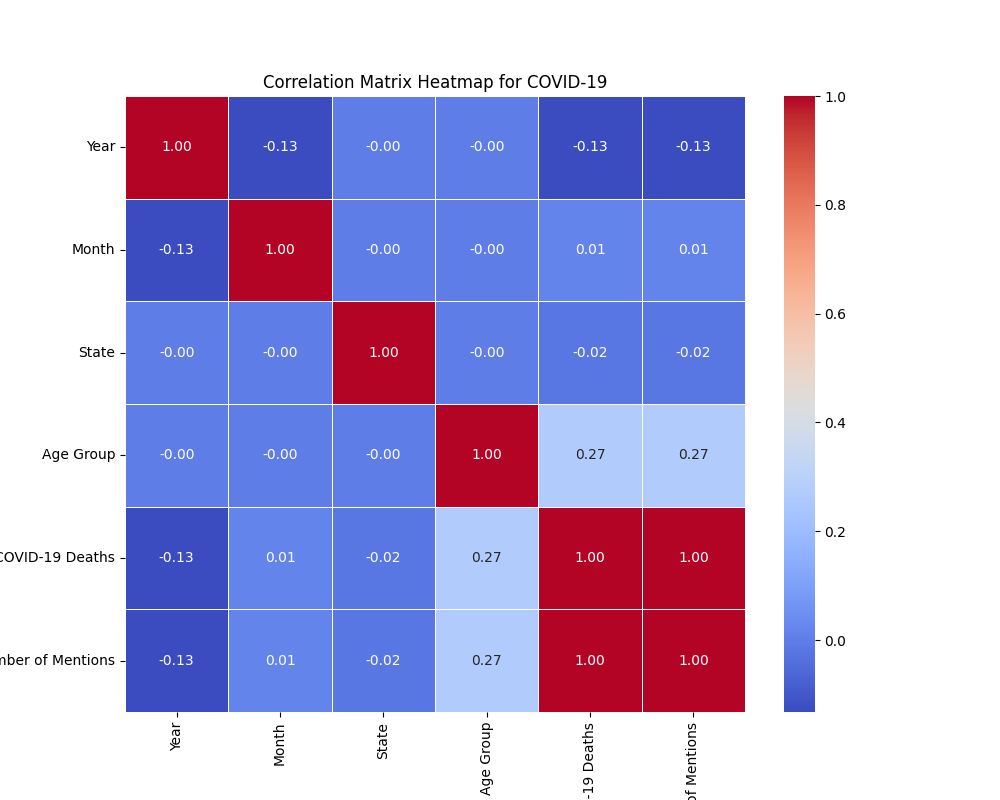 Correlation Matrix Heatmap for COVID-19
Year 1.00 -0.13 -0.00 -0.00 -0.13 -0.13
Month -0.13 1.00 -0.00 -0.00 0.01 0.01
State -0.00 -0.00 1.00 -0.00 -0.02 -0.02
Age Group -0.00 -0.00 -0.00 1.00 0.27 0.27
COVID-19 Deaths -0.13 0.01 -0.02 0.27 1.00 1.00
mber of Mentions -0.13 0.01 -0.02 0.27 1.00 1.00
Year
Month
State
Age Group
-19 Deaths
of Mentions
1.0
0.8
0.6
0.4
0.2
0.0